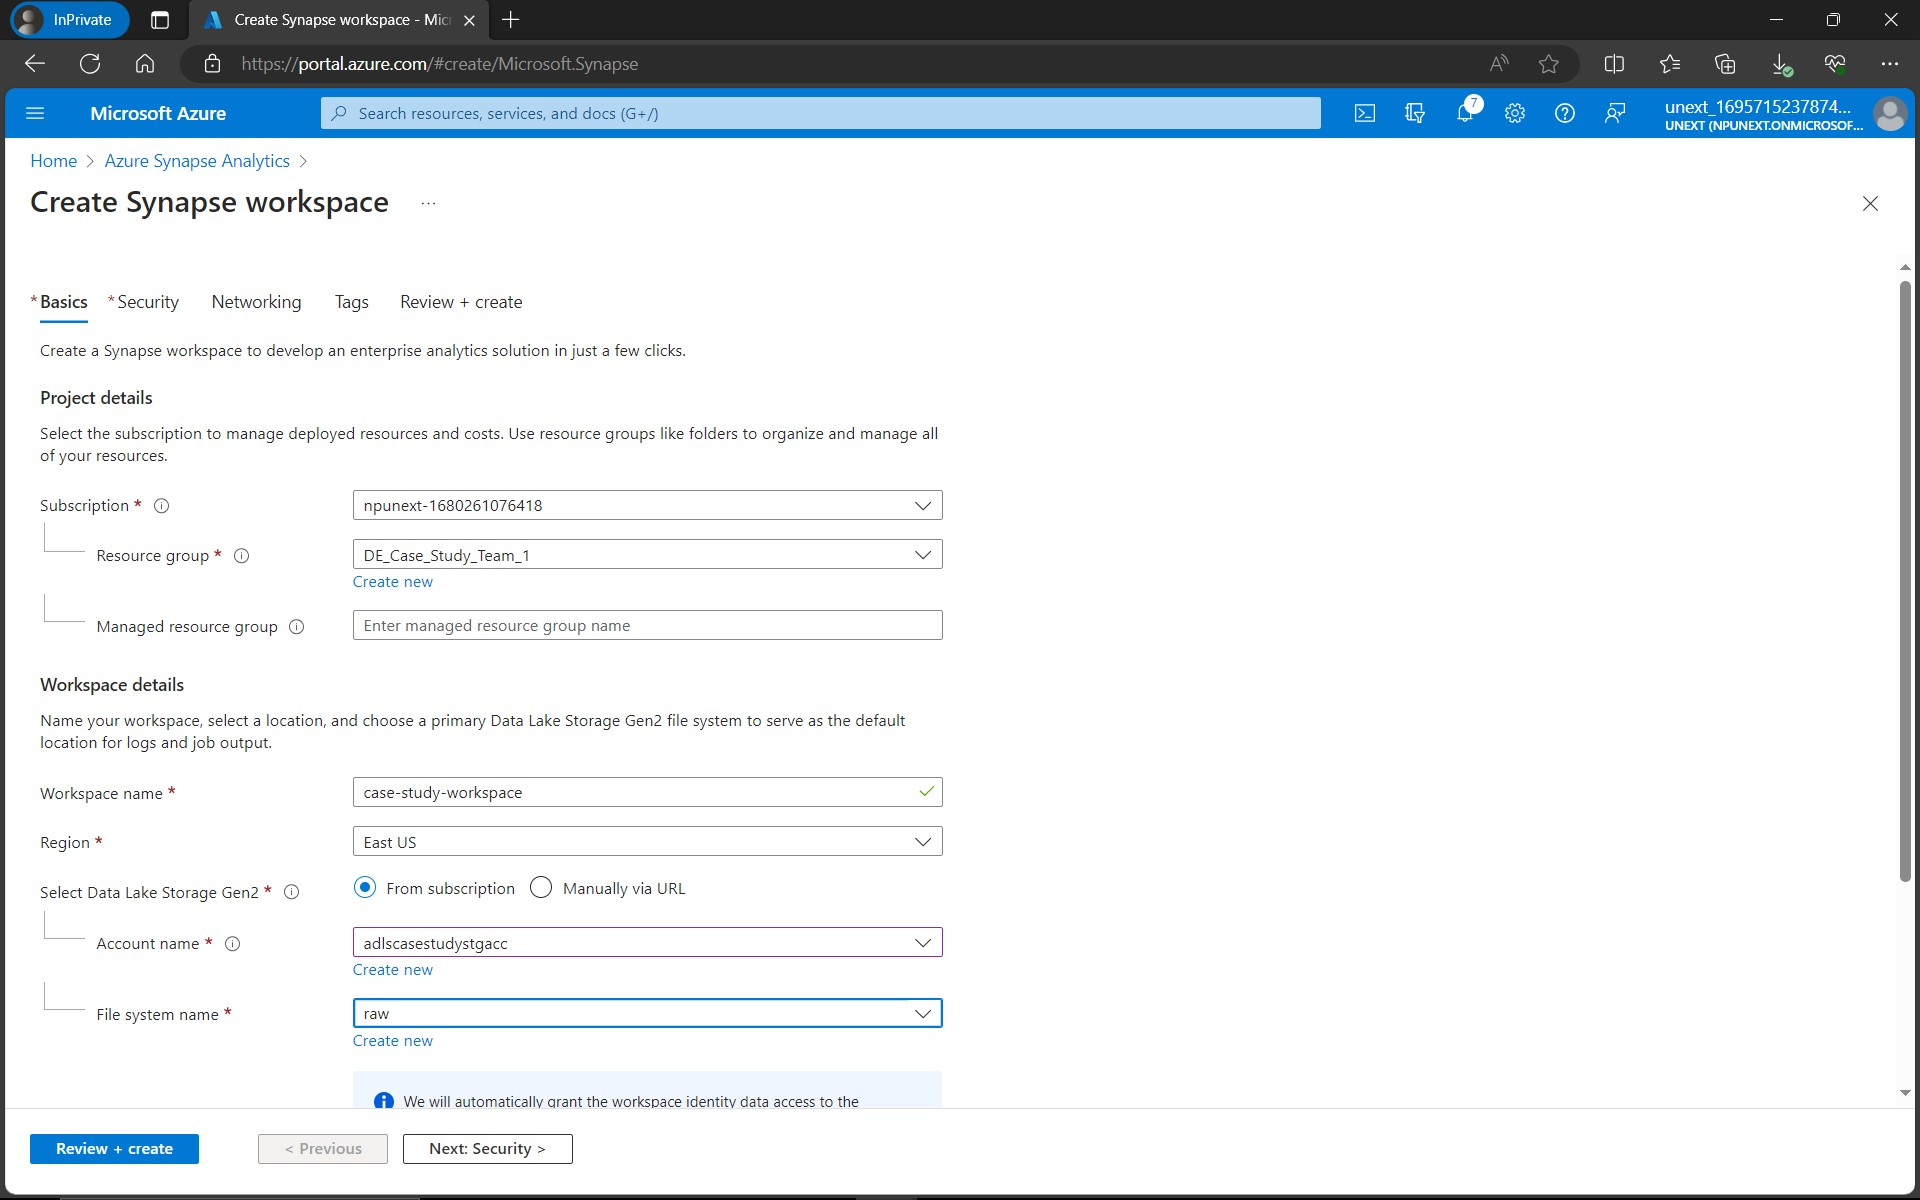 InPrivate
Create Synapse workspace - Mic
https://portal.azure.com/#create/Microsoft.Synapse
Microsoft Azure
Search resources, services, and docs (G+/)
7
unext_1695715237874...
UNEXT (NPUNEXT.ONMICROSOF...
Home > Azure Synapse Analytics >
Create Synapse workspace ...
* Basics * Security Networking Tags Review + create
Create a Synapse workspace to develop an enterprise analytics solution in just a few clicks.
Project details
Select the subscription to manage deployed resources and costs. Use resource groups like folders to organize and manage all
of your resources.
Subscription * npunext-1680261076418
Resource group * DE_Case_Study_Team_1
Create new
Managed resource group Enter managed resource group name
Workspace details
Name your workspace, select a location, and choose a primary Data Lake Storage Gen2 file system to serve as the default
location for logs and job output.
Workspace name * case-study-workspace
Region * East US
Select Data Lake Storage Gen2 * From subscription Manually via URL
Account name * adlscasestudystgacc
Create new
File system name * raw
Create new
We will automatically grant the workspace identity data access to the
Review + create < Previous Next: Security >